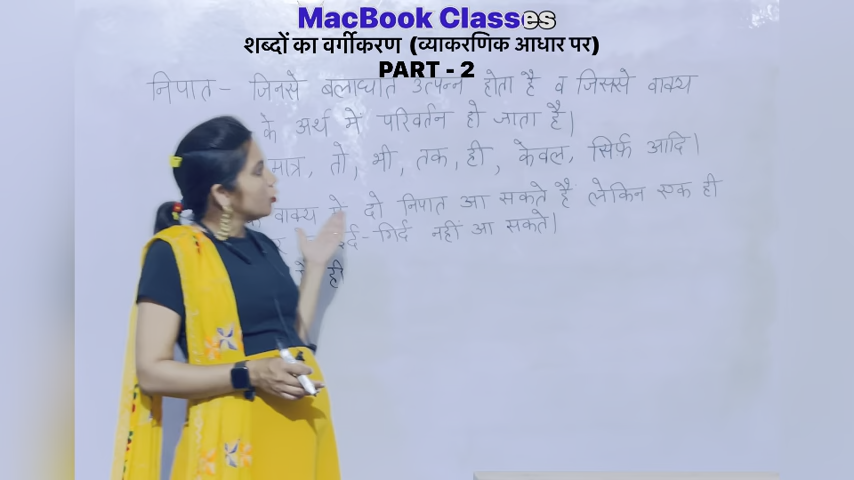 MacBook Classes
शब्दों का वर्गीकरण (व्याकरणिक आधार पर)
PART - 2
निपात - जिनसे बलाघात उत्पन्न होता है व जिससे वाक्य
के अर्थ में परिवर्तन हो जाता है।
मात्र, तो, भी, तक, ही, केवल, सिर्फ आदि।
वाक्य में दो निपात आ सकते हैं लेकिन एक ही
इर्द-गिर्द नहीं आ सकते।
ही